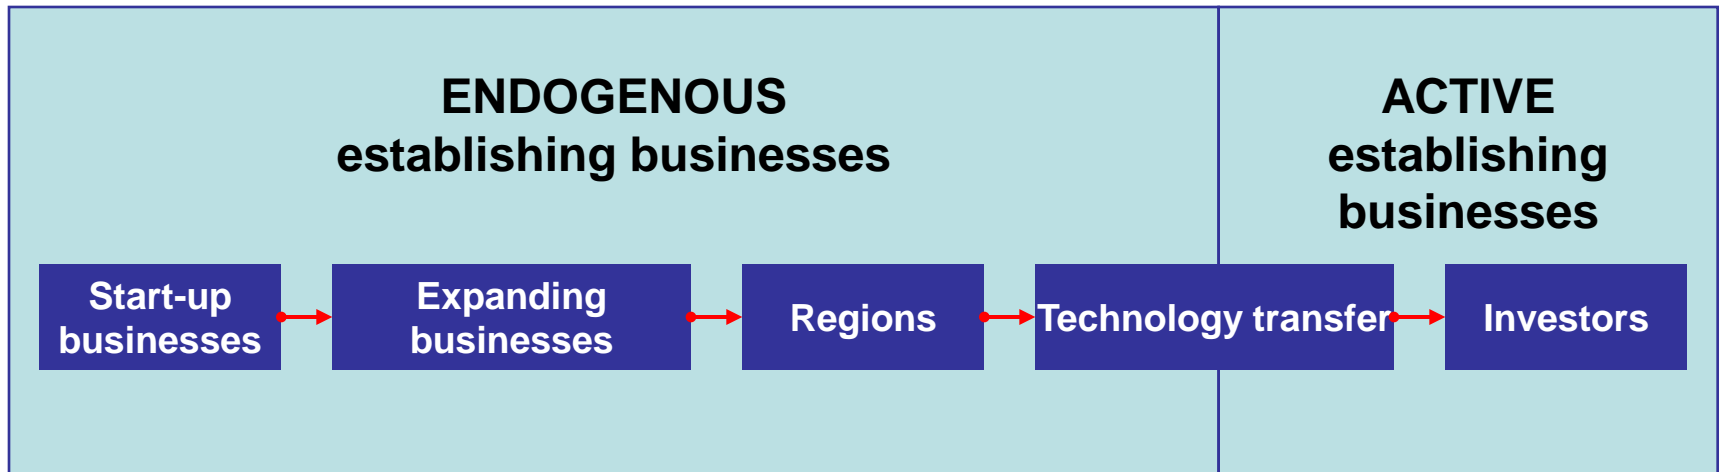 ENDOGENOUS
establishing businesses
ACTIVE
establishing
businesses
Start-up
businesses
Expanding
businesses
Regions
Technology transfer
Investors